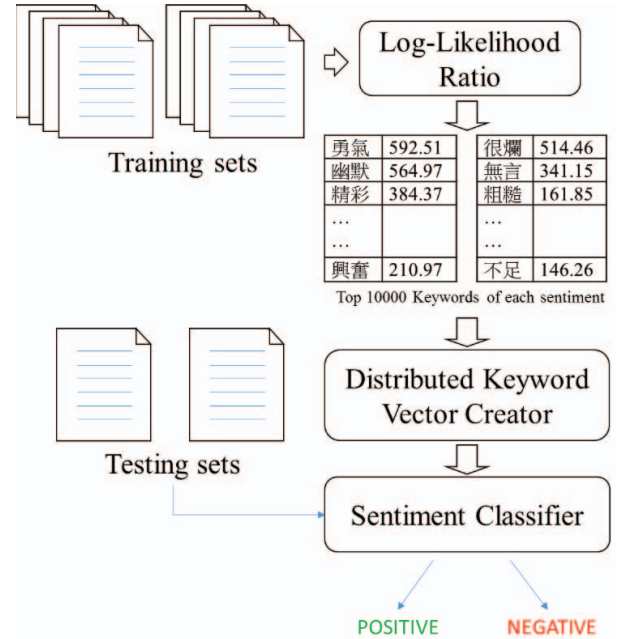 Log-Likelihood
Ratio
Training sets
勇氣 592.51 很爛 514.46
幽默 564.97 無言 341.15
精彩 384.37 粗糙 161.85
... ...
... ...
興奮 210.97 不足 146.26
Top 10000 Keywords of each sentiment
Distributed Keyword
Vector Creator
Testing sets
Sentiment Classifier
POSITIVE NEGATIVE